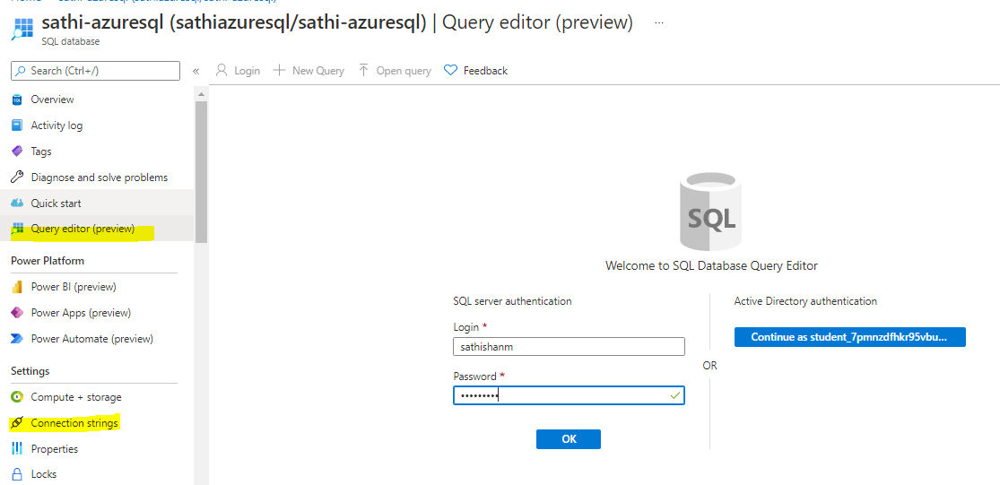 sathi-azuresql (sathiazuresql/sathi-azuresql) | Query editor (preview) ...
SQL database
Search (Ctrl+/)
«
Login
New Query
Open query
Feedback
SQL
Overview
Activity log
Tags
Diagnose and solve problems
Quick start
Query editor (preview)
Power Platform
Power BI (preview)
Power Apps (preview)
Power Automate (preview)
Settings
Compute + storage
Connection strings
Properties
Locks
SQL
Welcome to SQL Database Query Editor
SQL server authentication
Login *
sathishanm
Password *
•••••••••
OK
OR
Active Directory authentication
Continue as student_7pmnzdfhkr95vbu...